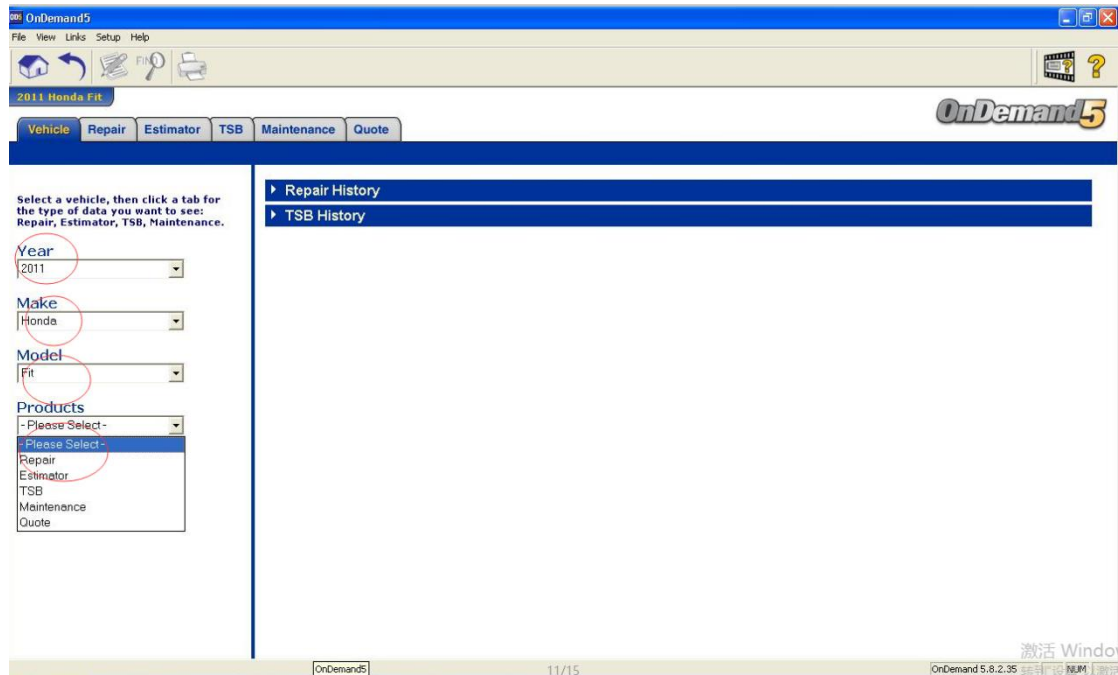 OnDemand5
File View Links Setup Help
FIND
2011 Honda Fit
OnDemand5
Vehicle Repair Estimator TSB Maintenance Quote
Select a vehicle, then click a tab for
the type of data you want to see:
Repair, Estimator, TSB, Maintenance.
Repair History
TSB History
Year
2011
Make
Honda
Model
Fit
Products
- Please Select -
- Please Select -
Repair
Estimator
TSB
Maintenance
Quote
激活 Window
OnDemand5
11/15
OnDemand 5.8.2.35
NUM